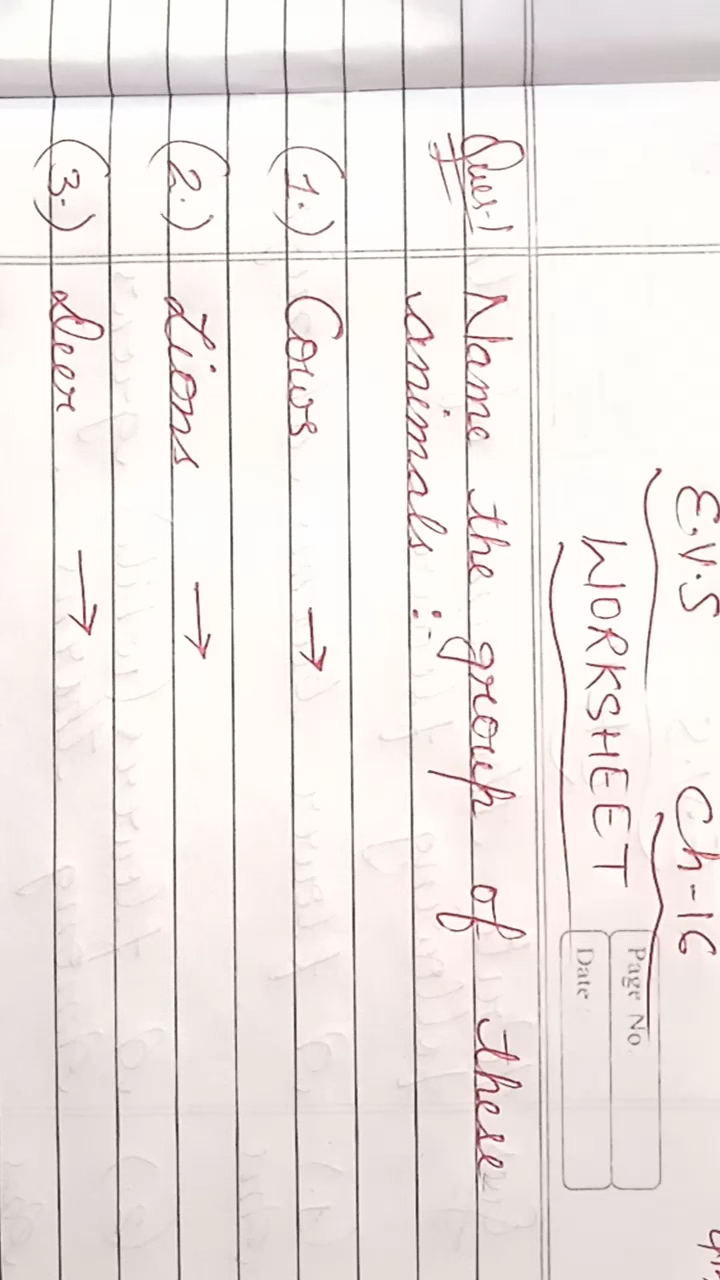 E.V.S Ch-16
WORKSHEET
Page No.
Date
Ques-1 Name the group of these
animals :
(1.) Cows →
(2.) Lions →
(3.) Deer →